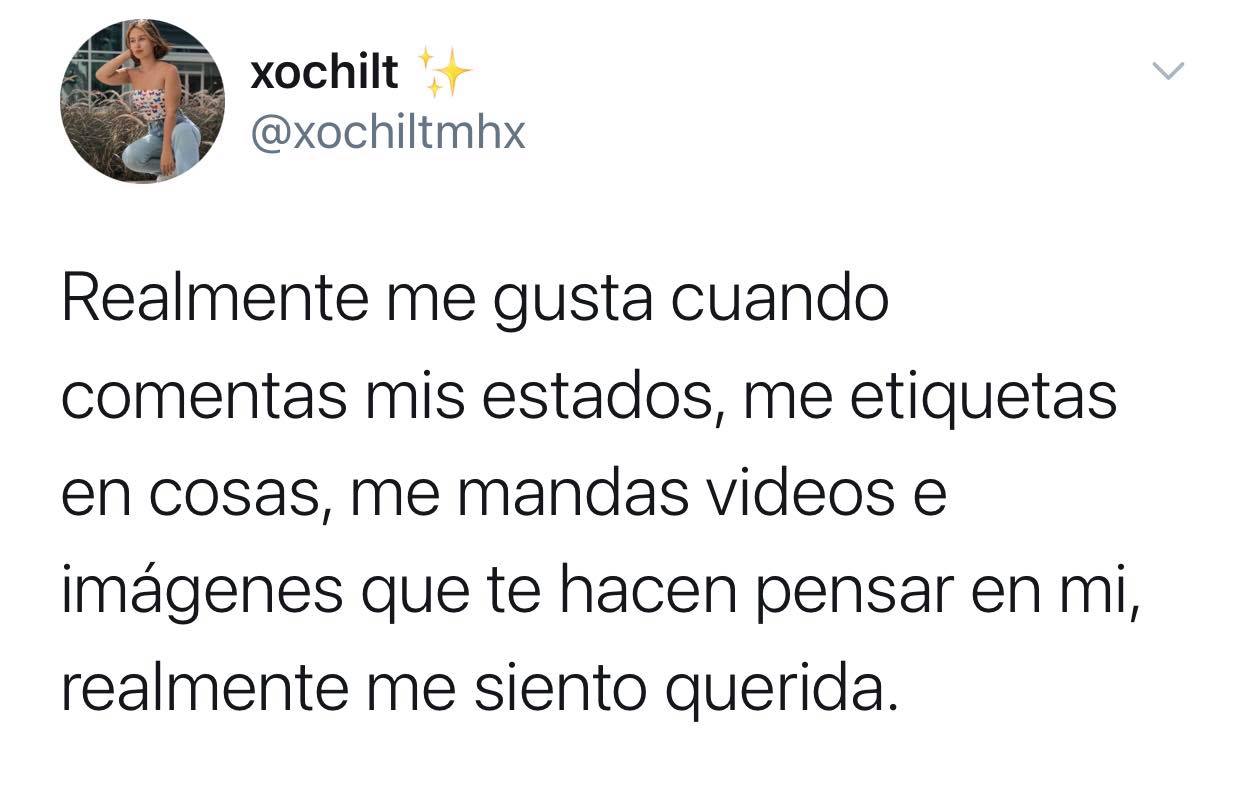 xochilt ✨
@xochiltmhx
Realmente me gusta cuando
comentas mis estados, me etiquetas
en cosas, me mandas videos e
imágenes que te hacen pensar en mi,
realmente me siento querida.